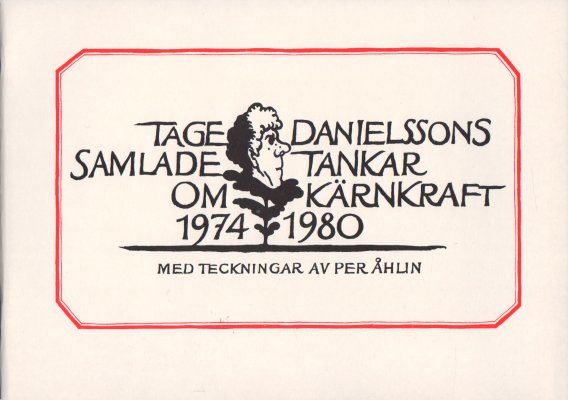 TAGE DANIELSSONS
SAMLADE TANKAR
OM KÄRNKRAFT
1974 1980
MED TECKNINGAR AV PER ÅHLIN